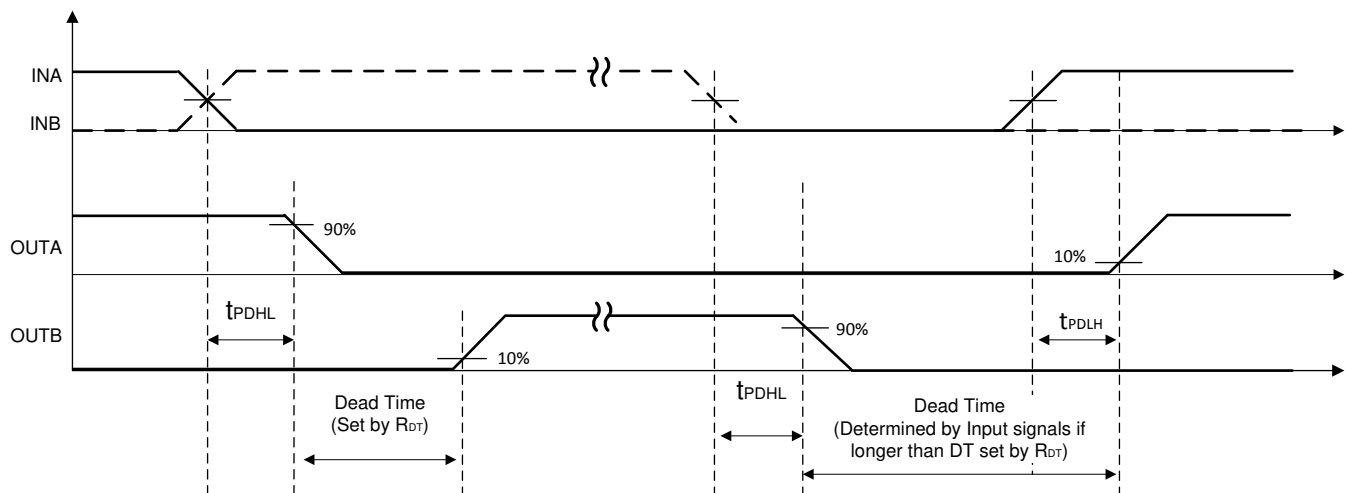 INA
INB
OUTA
90%
10%
tPDHL
tPDLH
OUTB
10%
90%
Dead Time
(Set by RDT)
tPDHL
Dead Time
(Determined by Input signals if
longer than DT set by RDT)